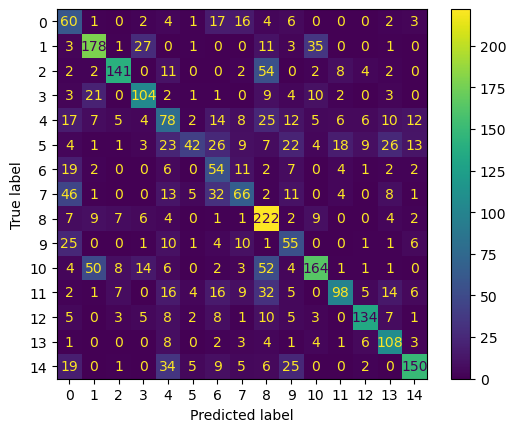 0 60 1 0 2 4 1 17 16 4 6 0 0 0 2 3
1 3 178 1 27 0 1 0 0 11 3 35 0 0 1 0
2 2 2 141 0 11 0 0 2 54 0 2 8 4 2 0
3 3 21 0 104 2 1 1 0 9 4 10 2 0 3 0
4 17 7 5 4 78 2 14 8 25 12 5 6 6 10 12
5 4 1 1 3 23 42 26 9 7 22 4 18 9 26 13
6 19 2 0 0 6 0 54 11 2 7 0 4 1 2 2
7 46 1 0 0 13 5 32 66 2 11 0 4 0 8 1
8 7 9 7 6 4 0 1 1 222 2 9 0 0 4 2
9 25 0 0 1 10 1 4 10 1 55 0 0 1 1 6
10 4 50 8 14 6 0 2 3 52 4 164 1 1 1 0
11 2 1 7 0 16 4 16 9 32 5 0 98 5 14 6
12 5 0 3 5 8 2 8 1 10 5 3 0 134 7 1
13 1 0 0 0 8 0 2 3 4 1 4 1 6 108 3
14 19 0 1 0 34 5 9 5 6 25 0 0 2 0 150
0 1 2 3 4 5 6 7 8 9 10 11 12 13 14
Predicted label
True label
200
175
150
125
100
75
50
25
0